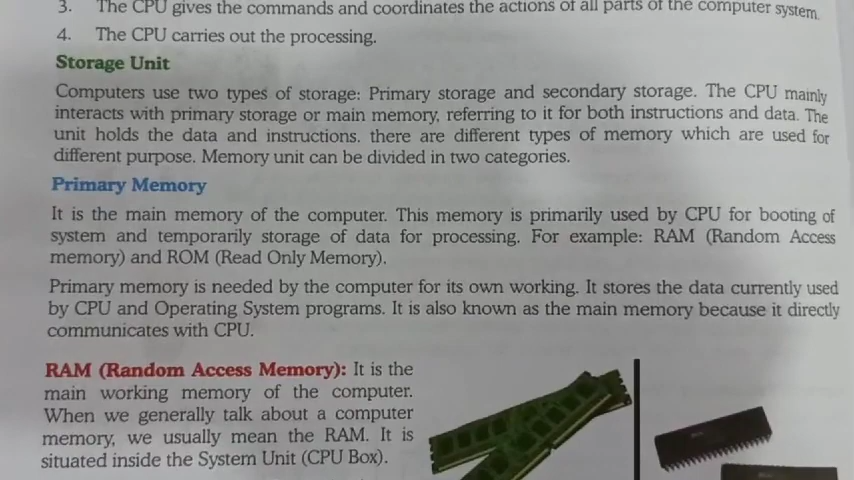 3. The CPU gives the commands and coordinates the actions of all parts of the computer system.
4. The CPU carries out the processing.
Storage Unit
Computers use two types of storage: Primary storage and secondary storage. The CPU mainly
interacts with primary storage or main memory, referring to it for both instructions and data. The
unit holds the data and instructions. there are different types of memory which are used for
different purpose. Memory unit can be divided in two categories.
Primary Memory
It is the main memory of the computer. This memory is primarily used by CPU for booting of
system and temporarily storage of data for processing. For example: RAM (Random Access
memory) and ROM (Read Only Memory).
Primary memory is needed by the computer for its own working. It stores the data currently used
by CPU and Operating System programs. It is also known as the main memory because it directly
communicates with CPU.
RAM (Random Access Memory): It is the
main working memory of the computer.
When we generally talk about a computer
memory, we usually mean the RAM. It is
situated inside the System Unit (CPU Box).